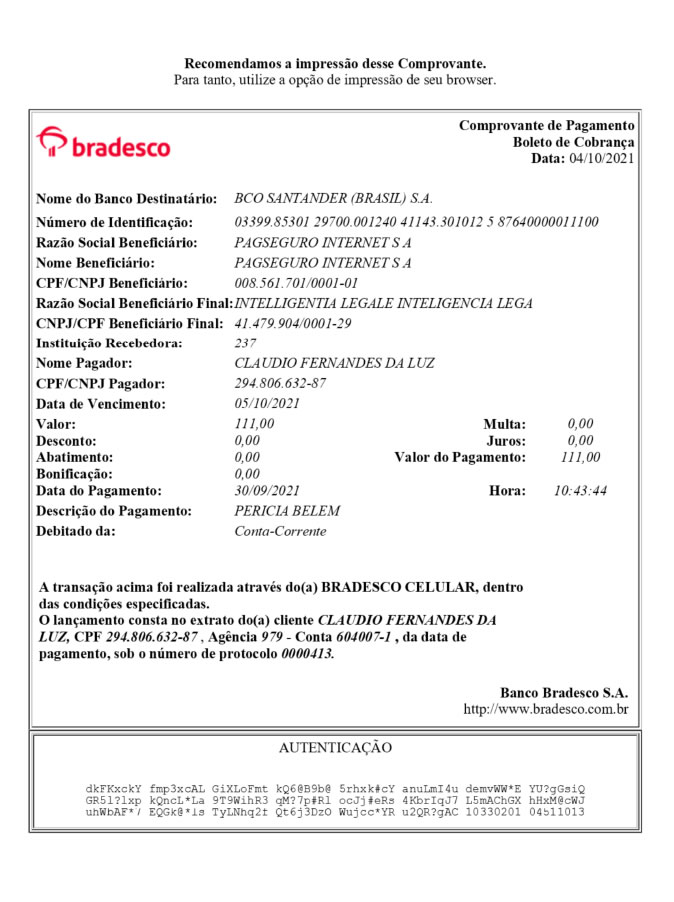 Recomendamos a impressão desse Comprovante.
Para tanto, utilize a opção de impressão de seu browser.
bradesco
Comprovante de Pagamento
Boleto de Cobrança
Data: 04/10/2021
Nome do Banco Destinatário: BCO SANTANDER (BRASIL) S.A.
Número de Identificação: 03399.85301 29700.001240 41143.301012 5 87640000011100
Razão Social Beneficiário: PAGSEGURO INTERNET S A
Nome Beneficiário: PAGSEGURO INTERNET S A
CPF/CNPJ Beneficiário: 008.561.701/0001-01
Razão Social Beneficiário Final: INTELLIGENTIA LEGALE INTELIGENCIA LEGA
CNPJ/CPF Beneficiário Final: 41.479.904/0001-29
Instituição Recebedora: 237
Nome Pagador: CLAUDIO FERNANDES DA LUZ
CPF/CNPJ Pagador: 294.806.632-87
Data de Vencimento: 05/10/2021
Valor: 111,00 Multa: 0,00
Desconto: 0,00 Juros: 0,00
Abatimento: 0,00 Valor do Pagamento: 111,00
Bonificação: 0,00
Data do Pagamento: 30/09/2021 Hora: 10:43:44
Descrição do Pagamento: PERICIA BELEM
Debitado da: Conta-Corrente
A transação acima foi realizada através do(a) BRADESCO CELULAR, dentro
das condições especificadas.
O lançamento consta no extrato do(a) cliente CLAUDIO FERNANDES DA
LUZ, CPF 294.806.632-87 , Agência 979 - Conta 604007-1 , da data de
pagamento, sob o número de protocolo 0000413.
Banco Bradesco S.A.
http://www.bradesco.com.br
AUTENTICAÇÃO
dkFKxckY fmp3xcAL GiXLoFmt kQ6@B9b@ 5rhxk#cY anuLmI4u demvWW*E YU?gGsiQ
GR5l?lxp kQncL*La 9T9WihR3 qM?7p#Rl ocJj#eRs 4KbrIqJ7 L5mAChGX hHxM@cWJ
uhWbAF*7 EQGk@*is TyLNhq2f Qt6j3DzO Wujcc*YR u2QR?gAC 10330201 04511013